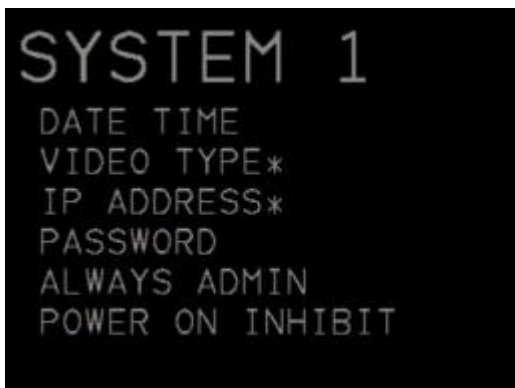 SYSTEM 1
DATE TIME
VIDEO TYPE*
IP ADDRESS*
PASSWORD
ALWAYS ADMIN
POWER ON INHIBIT